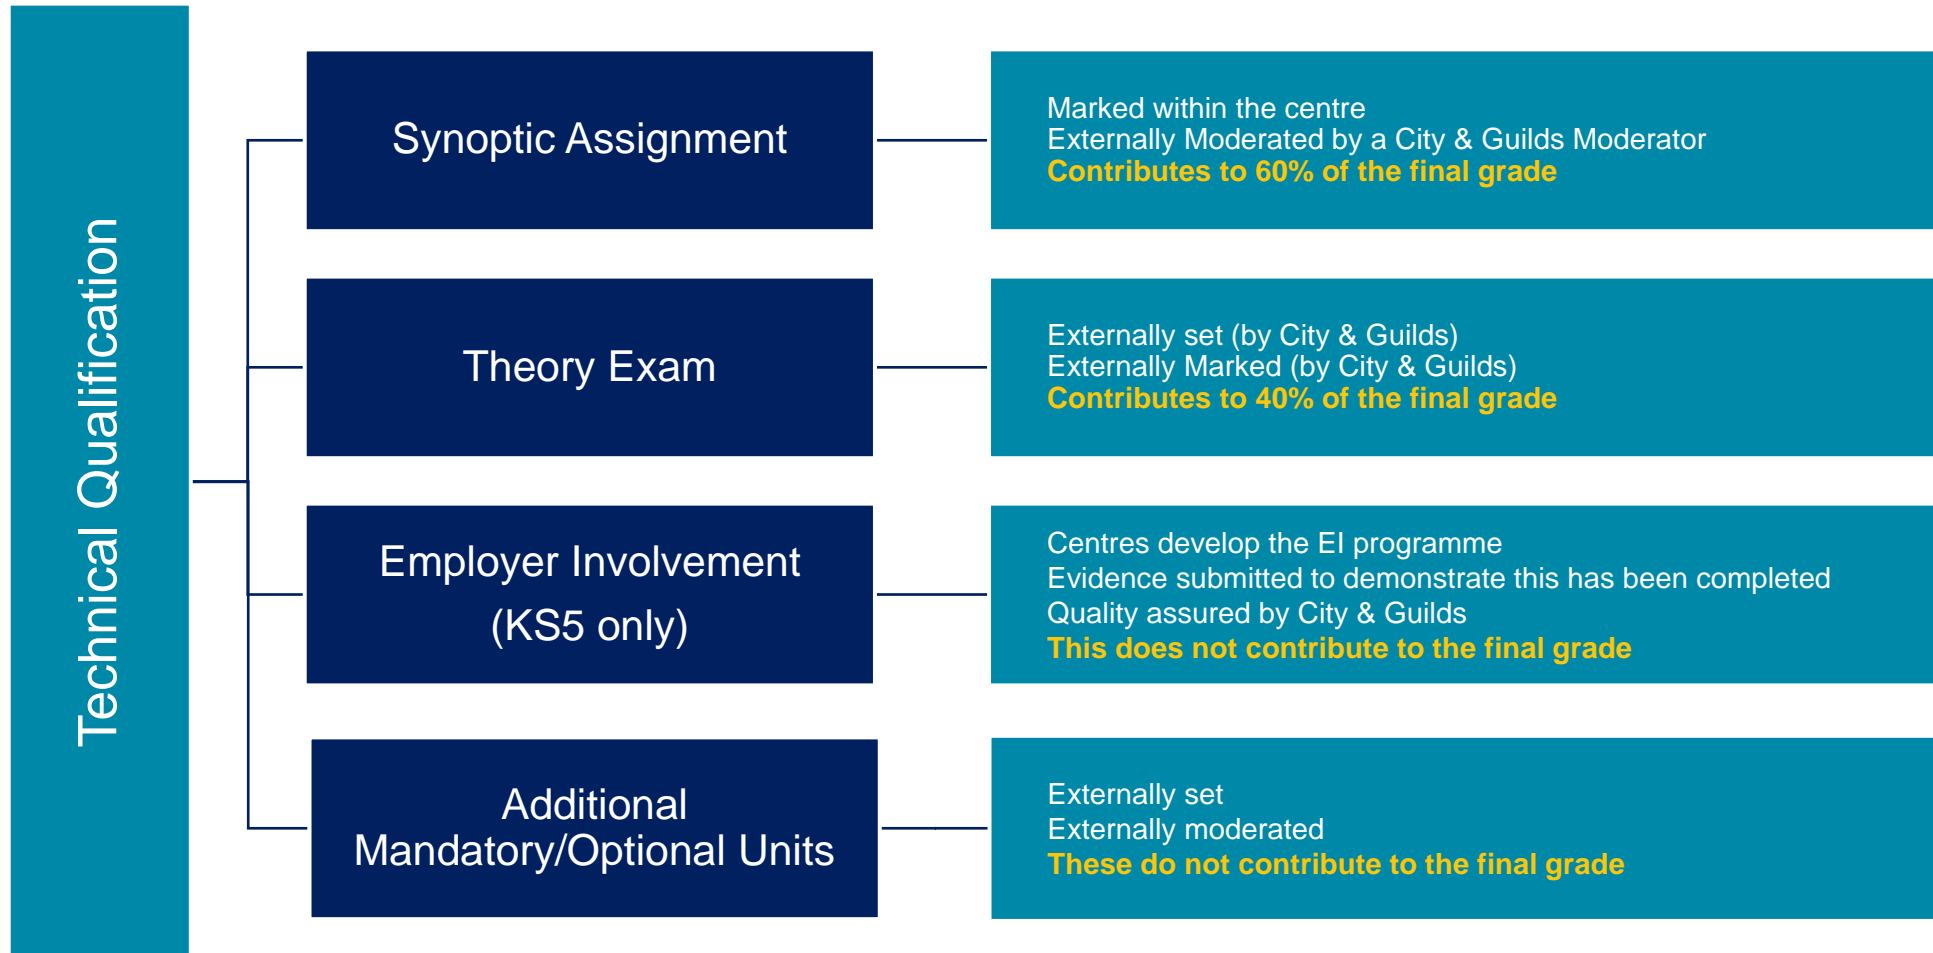 Technical Qualification
Synoptic Assignment
Marked within the centre
Externally Moderated by a City & Guilds Moderator
Contributes to 60% of the final grade
Theory Exam
Externally set (by City & Guilds)
Externally Marked (by City & Guilds)
Contributes to 40% of the final grade
Employer Involvement
(KS5 only)
Centres develop the EI programme
Evidence submitted to demonstrate this has been completed
Quality assured by City & Guilds
This does not contribute to the final grade
Additional
Mandatory/Optional Units
Externally set
Externally moderated
These do not contribute to the final grade